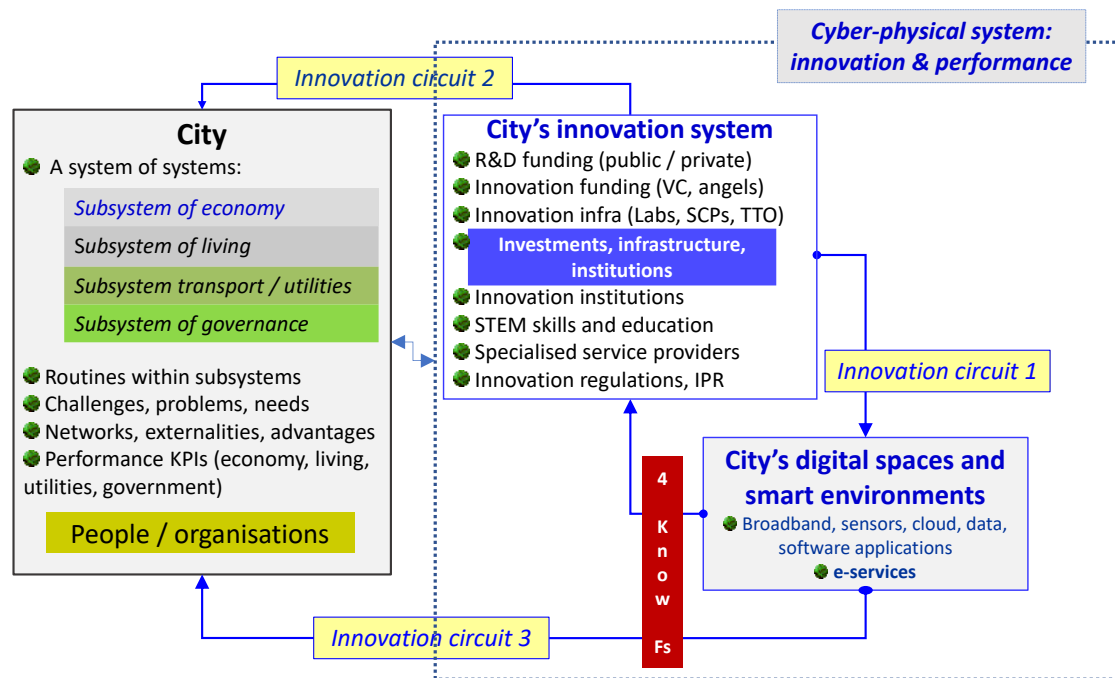 Cyber-physical system:
innovation & performance
Innovation circuit 2
City
A system of systems:
Subsystem of economy
Subsystem of living
Subsystem transport / utilities
Subsystem of governance
Routines within subsystems
Challenges, problems, needs
Networks, externalities, advantages
Performance KPIs (economy, living,
utilities, government)
People / organisations
City's innovation system
R&D funding (public / private)
Innovation funding (VC, angels)
Innovation infra (Labs, SCPs, TTO)
Investments, infrastructure,
institutions
Innovation institutions
STEM skills and education
Specialised service providers
Innovation regulations, IPR
Innovation circuit 1
4
K
n
o
w
Fs
City's digital spaces and
smart environments
Broadband, sensors, cloud, data,
software applications
e-services
Innovation circuit 3